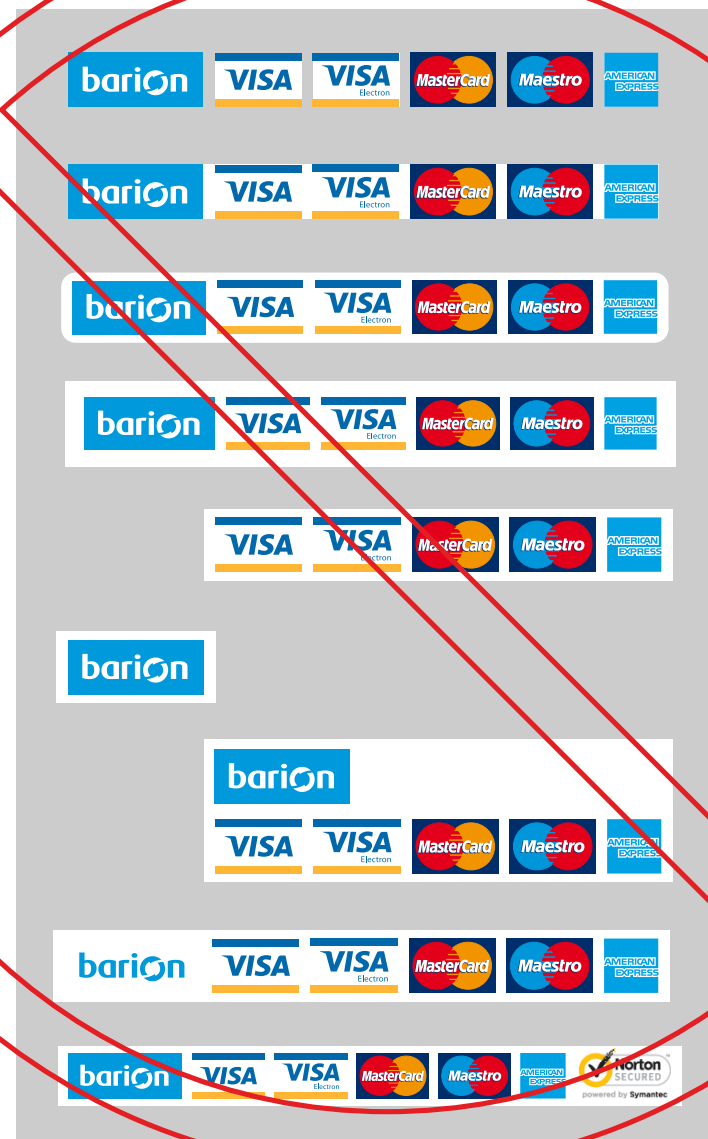 barion VISA VISA Electron MasterCard Maestro AMERICAN EXPRESS
barion VISA VISA Electron MasterCard Maestro AMERICAN EXPRESS
barion VISA VISA Electron MasterCard Maestro AMERICAN EXPRESS
barion VISA VISA Electron MasterCard Maestro AMERICAN EXPRESS
VISA VISA Electron MasterCard Maestro AMERICAN EXPRESS
barion
barion
VISA VISA Electron MasterCard Maestro AMERICAN EXPRESS
barion VISA VISA Electron MasterCard Maestro AMERICAN EXPRESS
barion VISA VISA Electron MasterCard Maestro AMERICAN EXPRESS Norton SECURED powered by Symantec